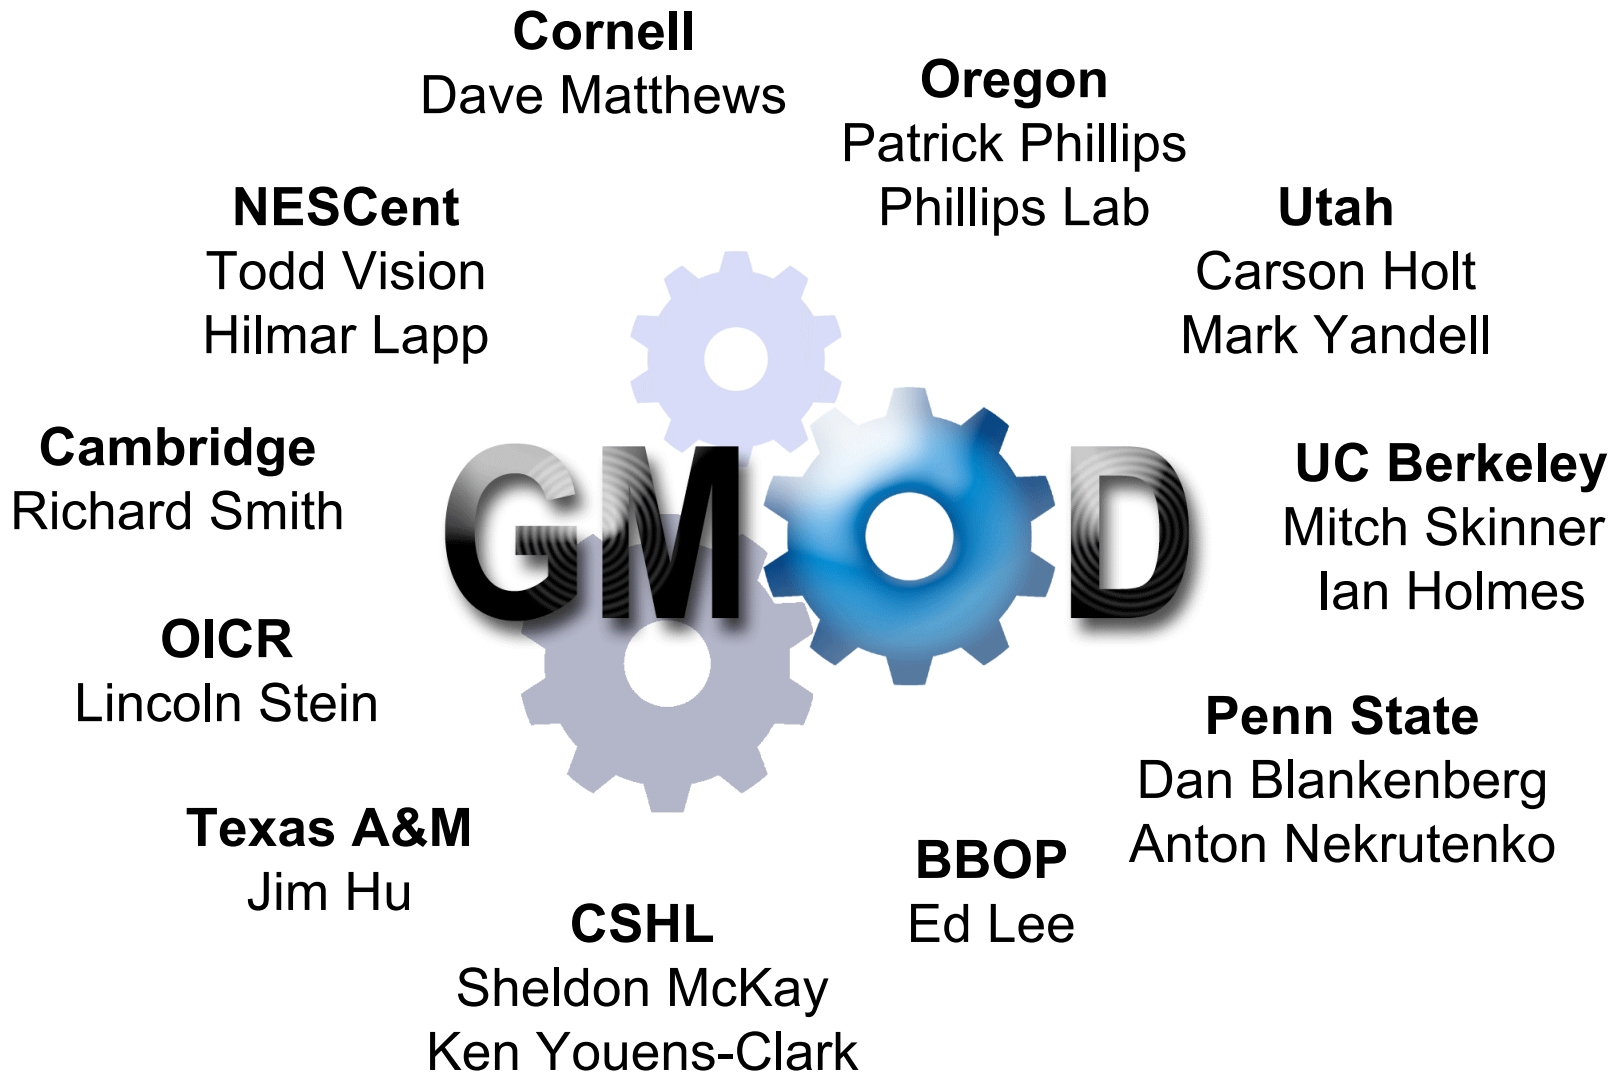 Cornell
Dave Matthews
Oregon
Patrick Phillips
Phillips Lab
NESCent
Todd Vision
Hilmar Lapp
Utah
Carson Holt
Mark Yandell
Cambridge
Richard Smith
GMOD
UC Berkeley
Mitch Skinner
Ian Holmes
OICR
Lincoln Stein
Penn State
Dan Blankenberg
Anton Nekrutenko
Texas A&M
Jim Hu
BBOP
Ed Lee
CSHL
Sheldon McKay
Ken Youens-Clark